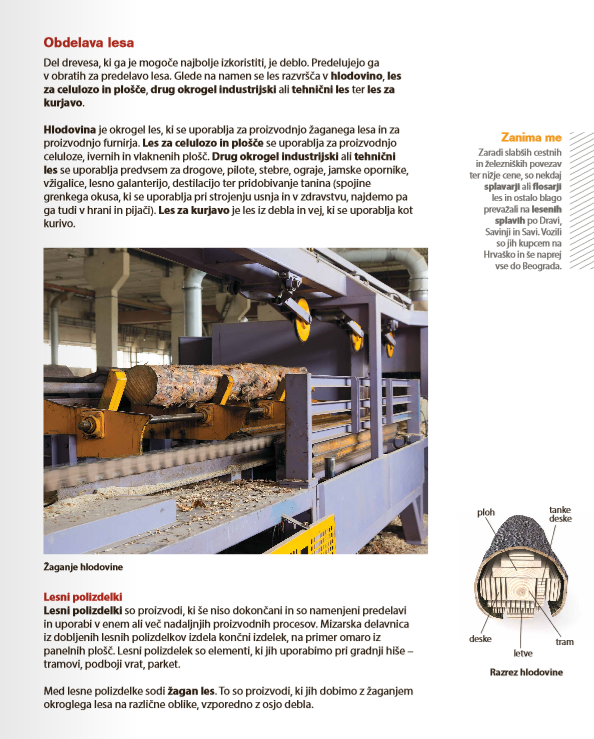 Obdelava lesa
Del drevesa, ki ga je mogoče najbolje izkoristiti, je deblo. Predelujejo ga
v obratih za predelavo lesa. Glede na namen se les razvršča v hlodovino, les
za celulozo in plošče, drug okrogel industrijski ali tehnični les ter les za
kurjavo.
Hlodovina je okrogel les, ki se uporablja za proizvodnjo žaganega lesa in za
proizvodnjo furnirja. Les za celulozo in plošče se uporablja za proizvodnjo
celuloze, ivernih in vlaknenih plošč. Drug okrogel industrijski ali tehnični
les se uporablja predvsem za drogove, pilote, stebre, ograje, jamske opornike,
vžigalice, lesno galanterijo, destilacijo ter pridobivanje tanina (spojine
grenkega okusa, ki se uporablja pri strojenju usnja in v zdravstvu, najdemo pa
ga tudi v hrani in pijači). Les za kurjavo je les iz debla in vej, ki se uporablja kot
kurivo.
Zanima me
Zaradi slabših cestnih
in železniških povezav
ter nižje cene, so nekdaj
splavarji ali flosarji
les in ostalo blago
prevažali na lesenih
splavih po Dravi,
Savinji in Savi. Vozili
so jih kupcem na
Hrvaško in še naprej
vse do Beograda.
Žaganje hlodovine
ploh
tanke
deske
deske
letve
tram
Razrez hlodovine
Lesni polizdelki
Lesni polizdelki so proizvodi, ki še niso dokončani in so namenjeni predelavi
in uporabi v enem ali več nadaljnjih proizvodnih procesov. Mizarska delavnica
iz dobljenih lesnih polizdelkov izdela končni izdelek, na primer omaro iz
panelnih plošč. Lesni polizdelek so elementi, ki jih uporabimo pri gradnji hiše –
tramovi, podboji vrat, parket.
Med lesne polizdelke sodi žagan les. To so proizvodi, ki jih dobimo z žaganjem
okroglega lesa na različne oblike, vzporedno z osjo debla.